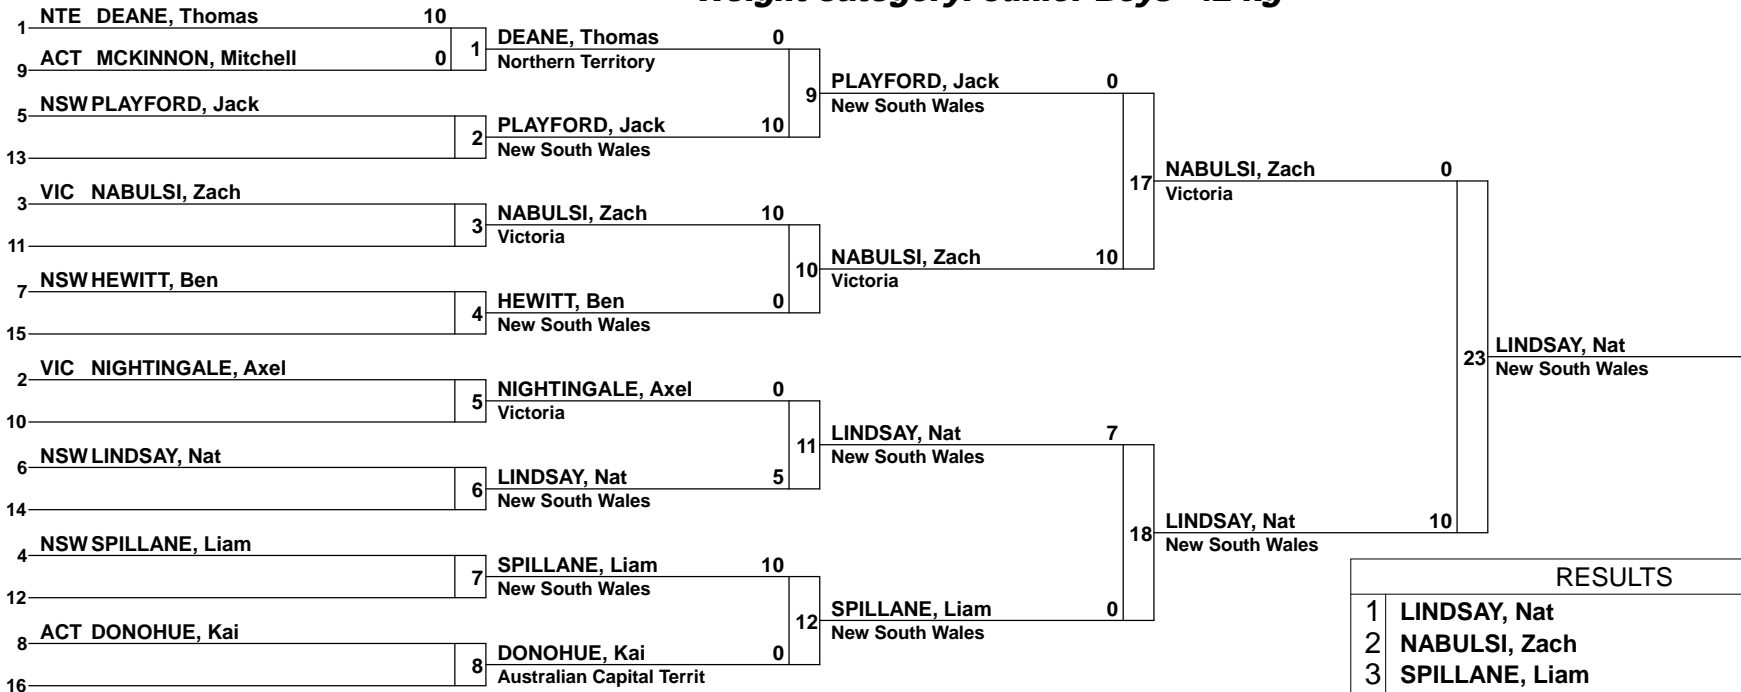 1 NTE DEANE, Thomas 10
9 ACT MCKINNON, Mitchell 0
1
5 NSW PLAYFORD, Jack
13
2
3 VIC NABULSI, Zach
11
3
7 NSW HEWITT, Ben
15
4
2 VIC NIGHTINGALE, Axel
10
5
6 NSW LINDSAY, Nat
14
6
4 NSW SPILLANE, Liam
12
7
8 ACT DONOHUE, Kai
16
8
DEANE, Thomas 0
Northern Territory
PLAYFORD, Jack 10
New South Wales
9
NABULSI, Zach 10
Victoria
HEWITT, Ben 0
New South Wales
10
NIGHTINGALE, Axel 0
Victoria
LINDSAY, Nat 5
New South Wales
11
SPILLANE, Liam 10
New South Wales
DONOHUE, Kai 0
Australian Capital Territ
12
PLAYFORD, Jack 0
New South Wales
NABULSI, Zach 10
Victoria
17
LINDSAY, Nat 7
New South Wales
SPILLANE, Liam 0
New South Wales
18
NABULSI, Zach 0
Victoria
LINDSAY, Nat 10
New South Wales
23
LINDSAY, Nat
New South Wales
RESULTS
1 LINDSAY, Nat
2 NABULSI, Zach
3 SPILLANE, Liam